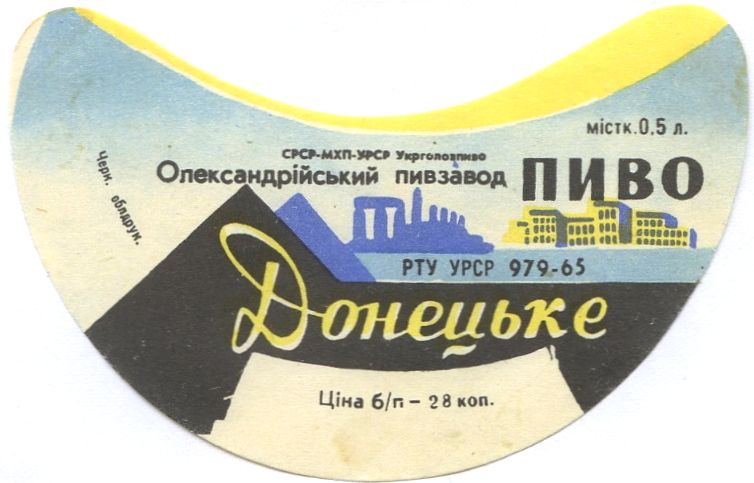 містк. 0.5 л.
СРСР-МХП-УРСР Укрголовпиво
Олександрійський пивзавод
ПИВО
Черк. облдрук.
РТУ УРСР 979-65
Донецьке
Ціна б/п – 28 коп.